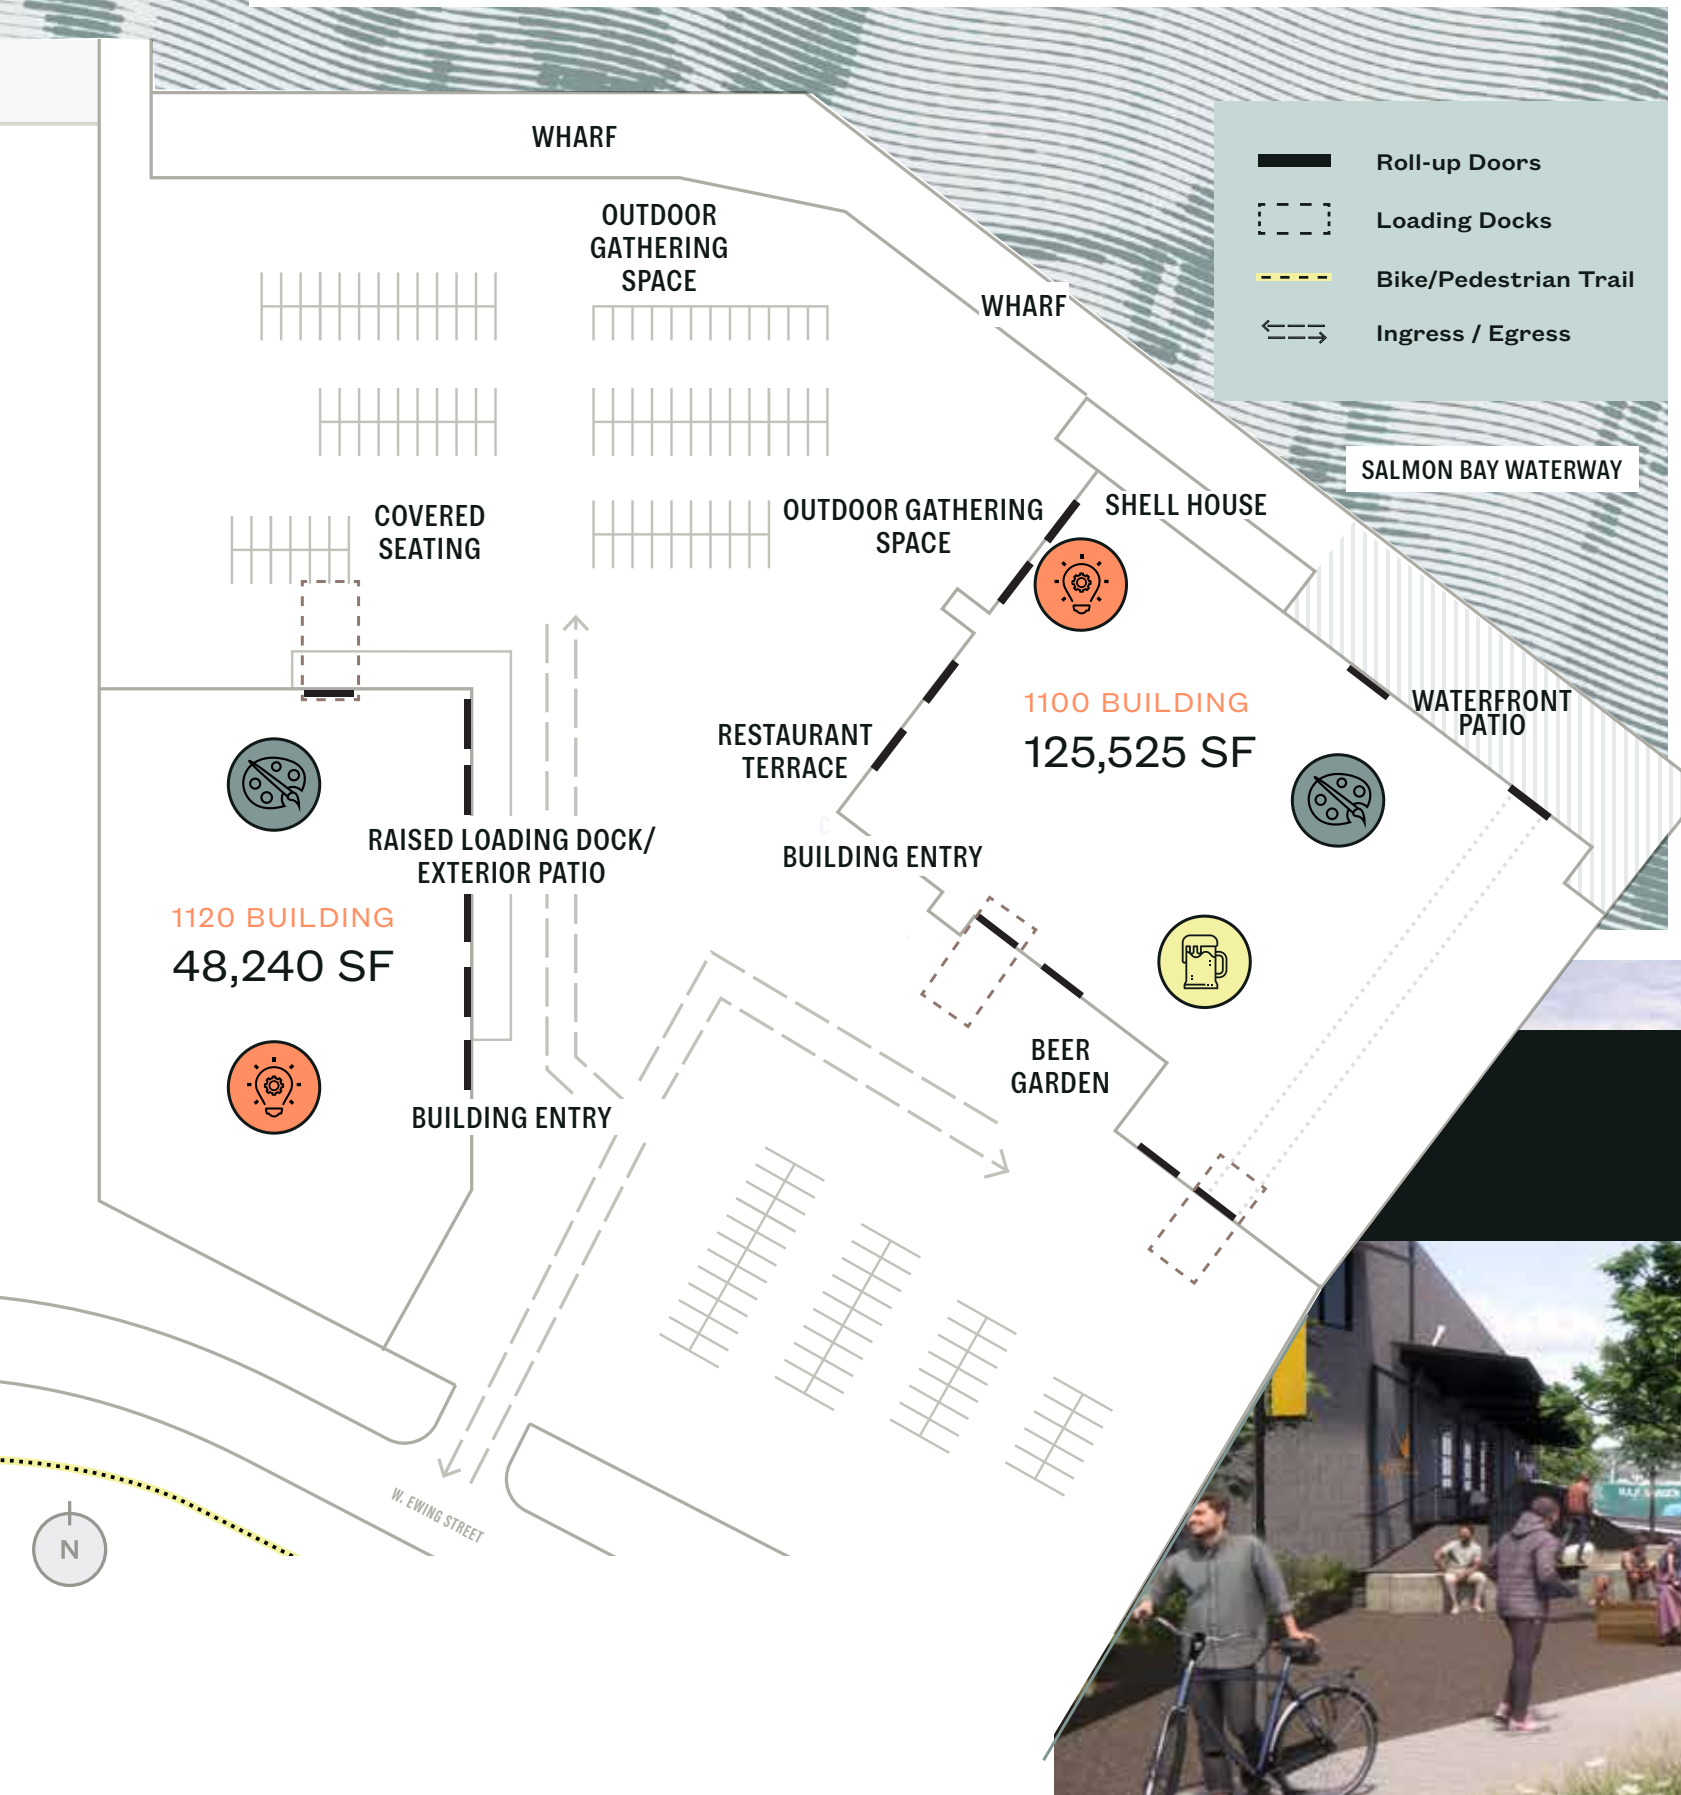 WHARF
OUTDOOR
GATHERING
SPACE
WHARF
Roll-up Doors
Loading Docks
Bike/Pedestrian Trail
Ingress / Egress
SALMON BAY WATERWAY
COVERED
SEATING
OUTDOOR GATHERING
SPACE
SHELL HOUSE
1100 BUILDING
125,525 SF
WATERFRONT
PATIO
RESTAURANT
TERRACE
RAISED LOADING DOCK/
EXTERIOR PATIO
BUILDING ENTRY
1120 BUILDING
48,240 SF
BEER
GARDEN
BUILDING ENTRY
W. EWING STREET
N